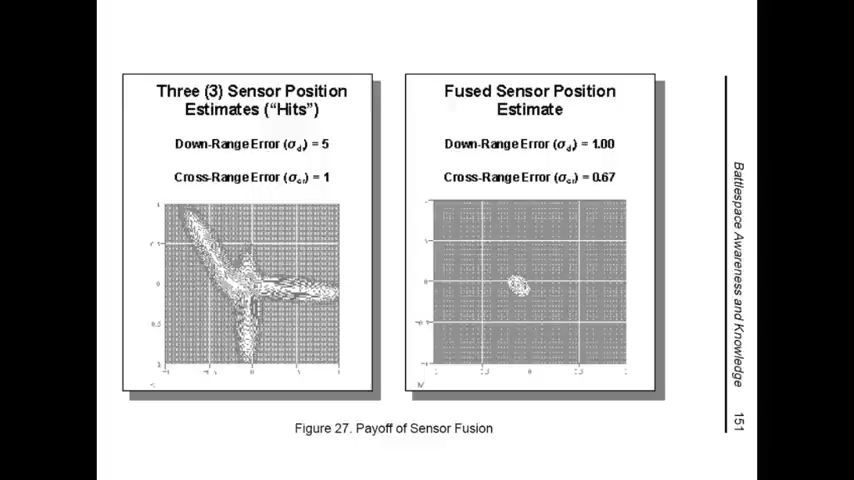 Three (3) Sensor Position
Estimates ("Hits")
Down-Range Error (σd) = 5
Cross-Range Error (σcr) = 1
Fused Sensor Position
Estimate
Down-Range Error (σd) = 1.00
Cross-Range Error (σcr) = 0.67
Figure 27. Payoff of Sensor Fusion
Battlespace Awareness and Knowledge 151